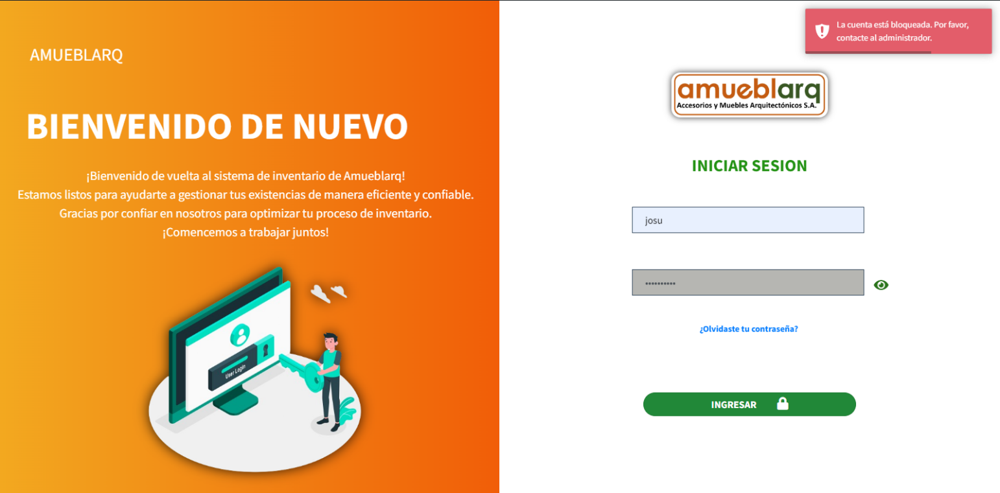 AMUEBLARQ
BIENVENIDO DE NUEVO
¡Bienvenido de vuelta al sistema de inventario de Amueblarq!
Estamos listos para ayudarte a gestionar tus existencias de manera eficiente y confiable.
Gracias por confiar en nosotros para optimizar tu proceso de inventario.
¡Comencemos a trabajar juntos!
User Login
La cuenta está bloqueada. Por favor,
contacte al administrador.
amueblarq
Accesorios y Muebles Arquitectónicos S.A.
INICIAR SESION
josu
••••••••••
¿Olvidaste tu contraseña?
INGRESAR